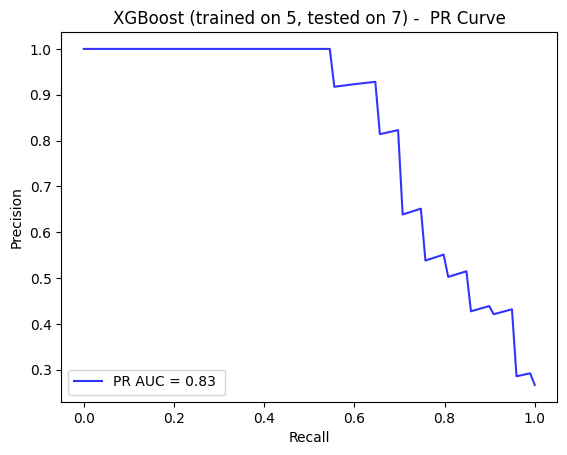 XGBoost (trained on 5, tested on 7) -  PR Curve
1.0
0.9
0.8
0.7
0.6
0.5
0.4
0.3
Precision
PR AUC = 0.83
0.0 0.2 0.4 0.6 0.8 1.0
Recall